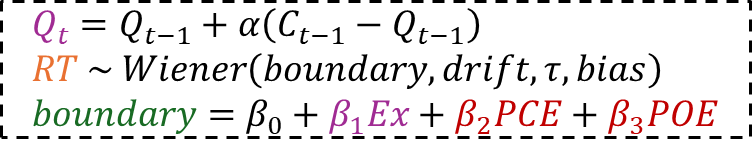 Q_t = Q_{t−1} + α(C_{t−1} − Q_{t−1})
RT ~ Wiener(boundary, drift, τ, bias)
boundary = β_0 + β_1Ex + β_2PCE + β_3POE